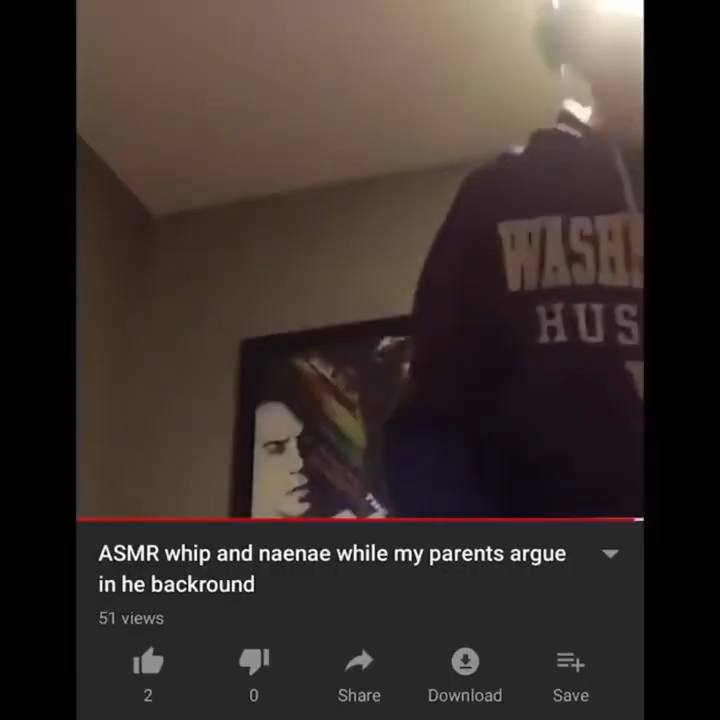 WASH
HUS
ASMR whip and naenae while my parents argue
in he backround
51 views
2
0
Share
Download
Save